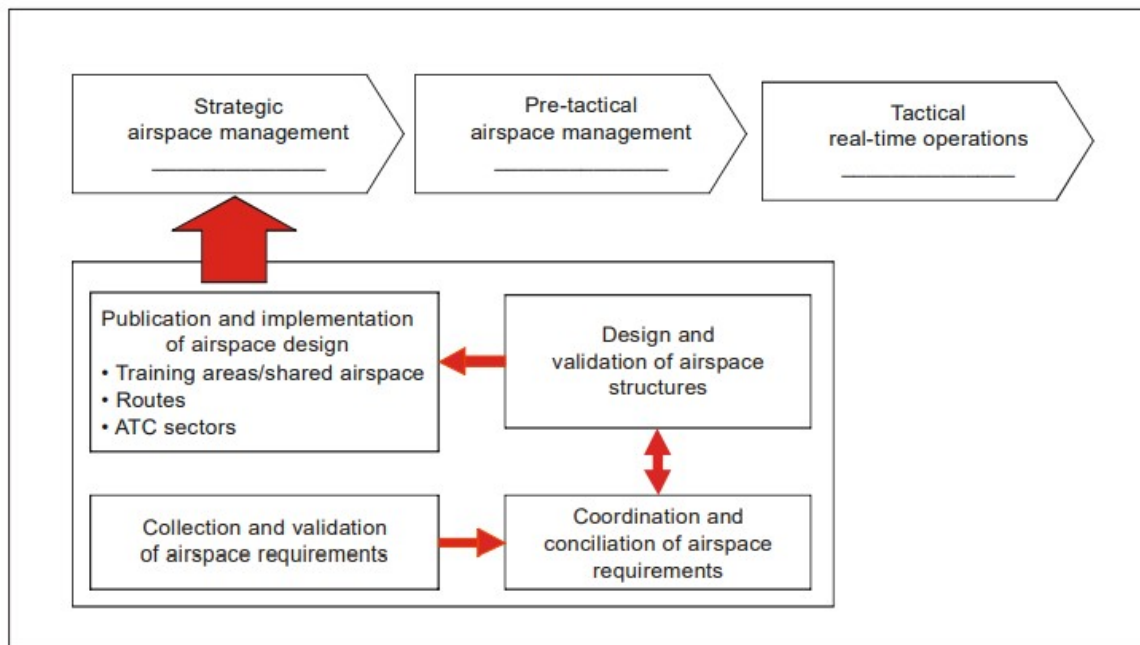 Strategic
airspace management
Pre-tactical
airspace management
Tactical
real-time operations
Publication and implementation
of airspace design
• Training areas/shared airspace
• Routes
• ATC sectors
Design and
validation of airspace
structures
Collection and validation
of airspace requirements
Coordination and
conciliation of airspace
requirements